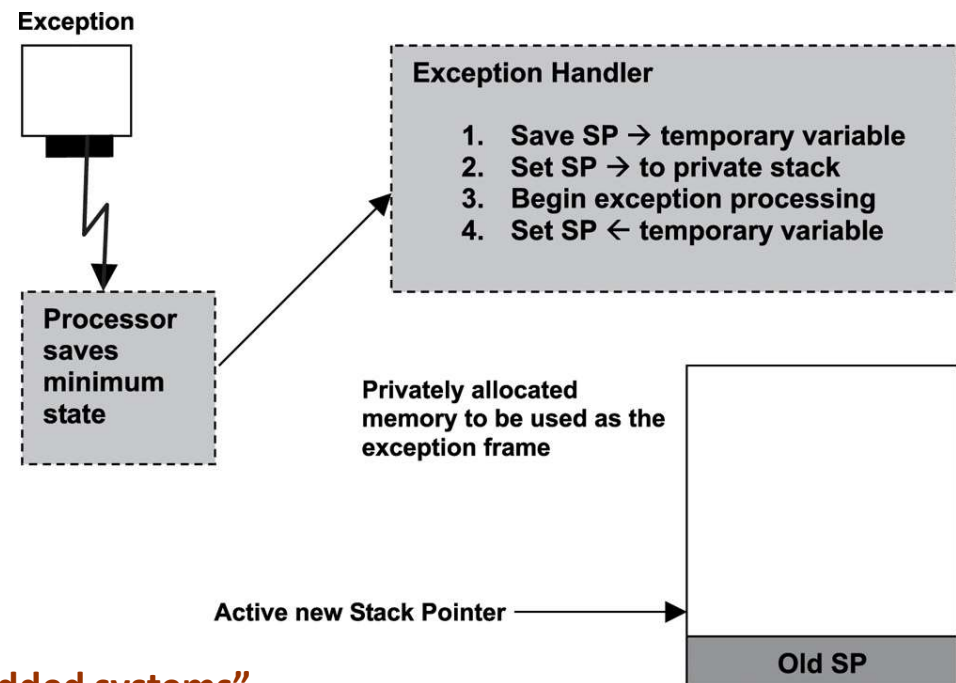 Exception
Exception Handler
1. Save SP → temporary variable
2. Set SP → to private stack
3. Begin exception processing
4. Set SP ← temporary variable
Processor
saves
minimum
state
Privately allocated
memory to be used as the
exception frame
Active new Stack Pointer
Old SP
systems”